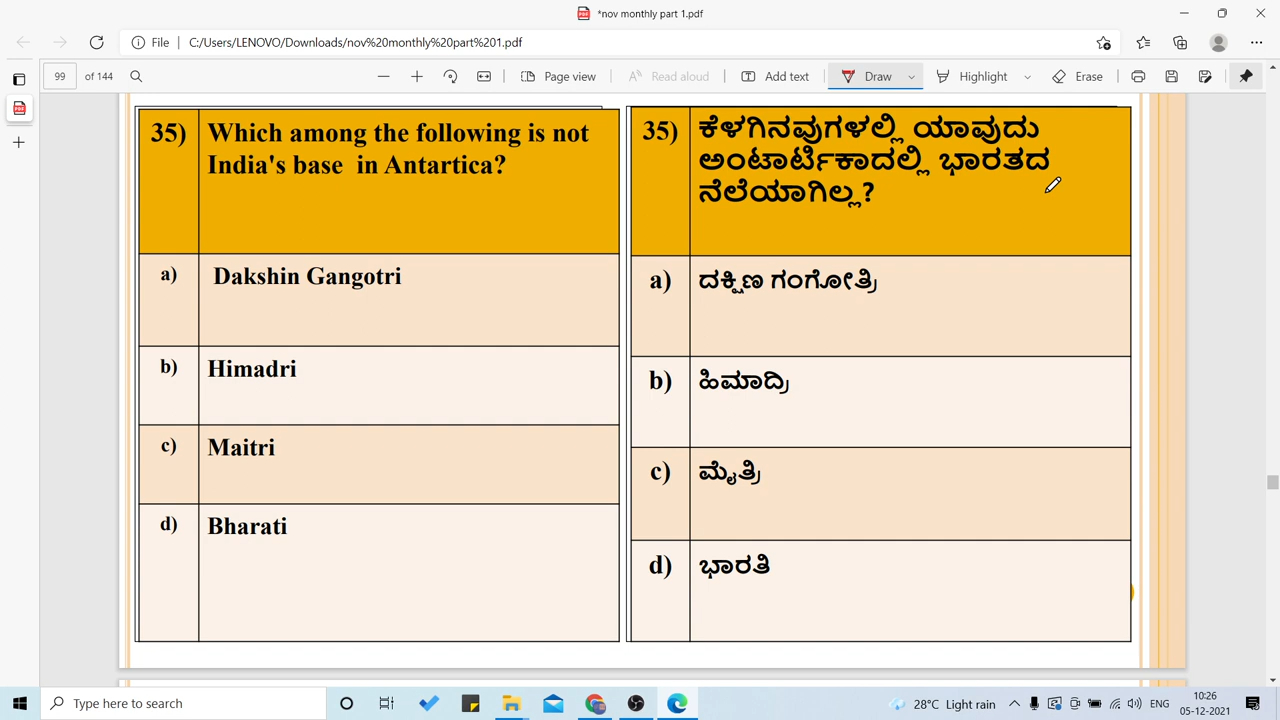 *nov monthly part 1.pdf
File C:/Users/LENOVO/Downloads/nov%20monthly%20part%201.pdf
99 of 144 Page view Read aloud Add text Draw Highlight Erase
35) Which among the following is not
India's base in Antartica?
a) Dakshin Gangotri
b) Himadri
c) Maitri
d) Bharati
35) ಕೆಳಗಿನವುಗಳಲ್ಲಿ ಯಾವುದು
ಅಂಟಾರ್ಟಿಕಾದಲ್ಲಿ ಭಾರತದ
ನೆಲೆಯಾಗಿಲ್ಲ?
a) ದಕ್ಷಿಣ ಗಂಗೋತ್ರಿ
b) ಹಿಮಾದ್ರಿ
c) ಮೈತ್ರಿ
d) ಭಾರತಿ
Type here to search 28°C Light rain ENG 10:26
05-12-2021